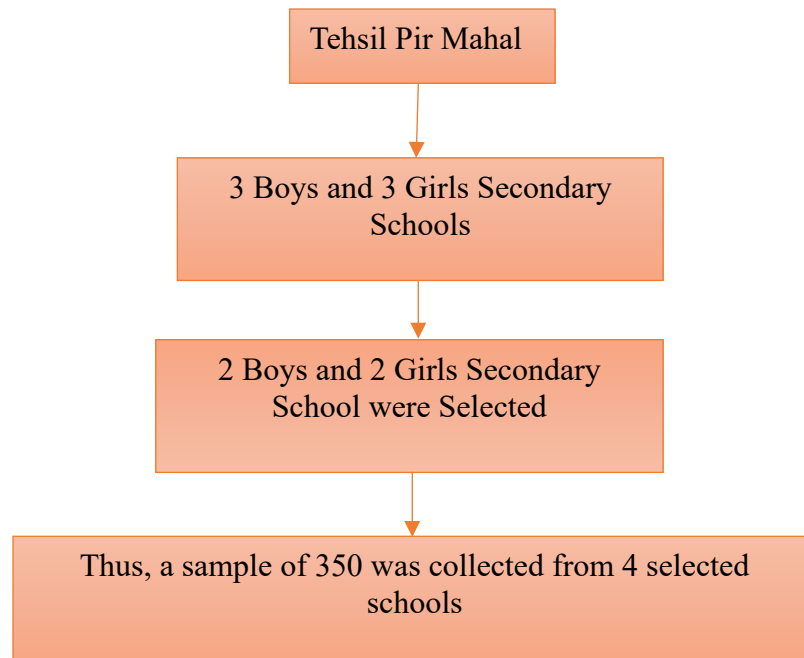 Tehsil Pir Mahal
3 Boys and 3 Girls Secondary
Schools
2 Boys and 2 Girls Secondary
School were Selected
Thus, a sample of 350 was collected from 4 selected
schools